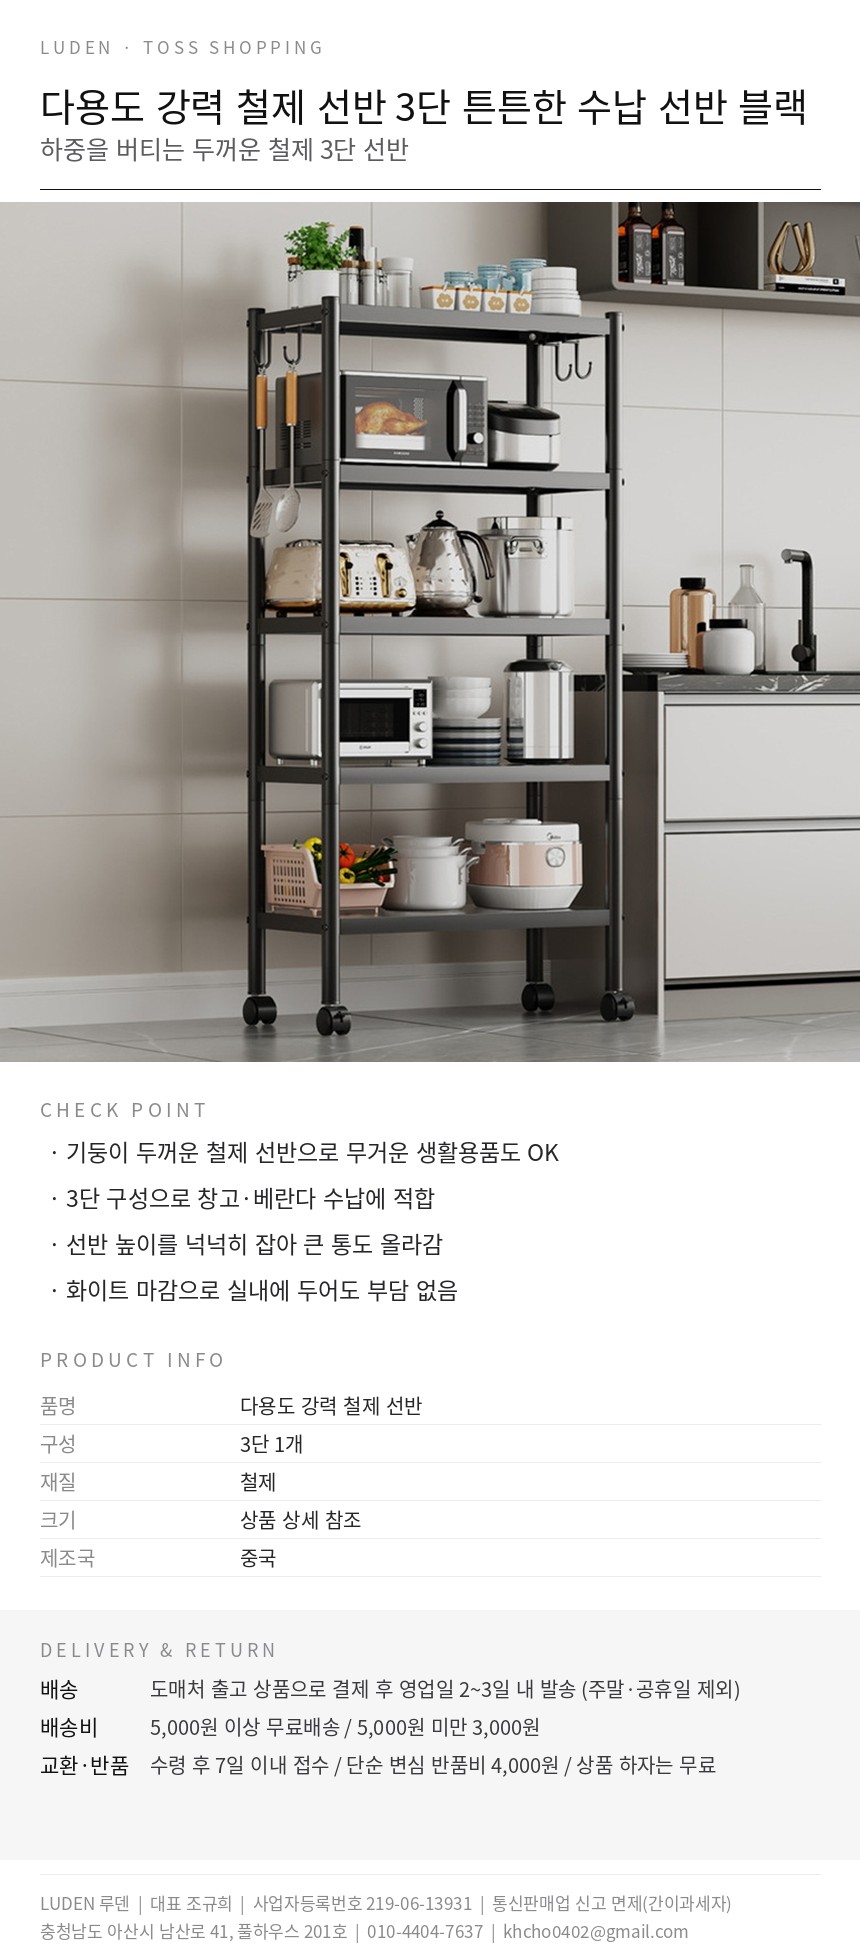 LUDEN · TOSS SHOPPING
다용도 강력 철제 선반 3단 튼튼한 수납 선반 블랙
하중을 버티는 두꺼운 철제 3단 선반
CHECK POINT
· 기둥이 두꺼운 철제 선반으로 무거운 생활용품도 OK
· 3단 구성으로 창고·베란다 수납에 적합
· 선반 높이를 넉넉히 잡아 큰 통도 올라감
· 화이트 마감으로 실내에 두어도 부담 없음
PRODUCT INFO
품명 다용도 강력 철제 선반
구성 3단 1개
재질 철제
크기 상품 상세 참조
제조국 중국
DELIVERY & RETURN
배송 도매처 출고 상품으로 결제 후 영업일 2~3일 내 발송 (주말·공휴일 제외)
배송비 5,000원 이상 무료배송 / 5,000원 미만 3,000원
교환·반품 수령 후 7일 이내 접수 / 단순 변심 반품비 4,000원 / 상품 하자는 무료
LUDEN 루덴 | 대표 조규희 | 사업자등록번호 219-06-13931 | 통신판매업 신고 면제(간이과세자)
충청남도 아산시 남산로 41, 풀하우스 201호 | 010-4404-7637 | khcho0402@gmail.com